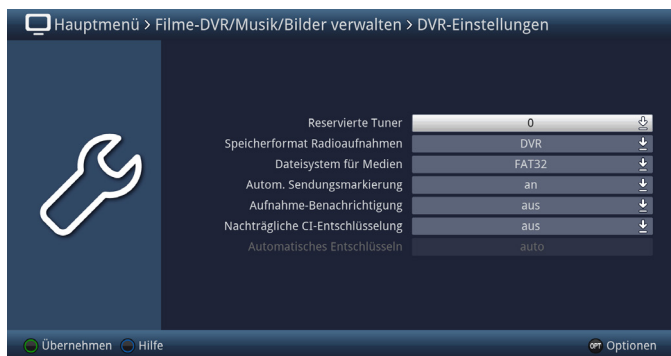 Hauptmenü > Filme-DVR/Musik/Bilder verwalten > DVR-Einstellungen
Reservierte Tuner 0
Speicherformat Radioaufnahmen DVR
Dateisystem für Medien FAT32
Autom. Sendungsmarkierung an
Aufnahme-Benachrichtigung aus
Nachträgliche CI-Entschlüsselung aus
Automatisches Entschlüsseln auto
Übernehmen Hilfe OPT Optionen